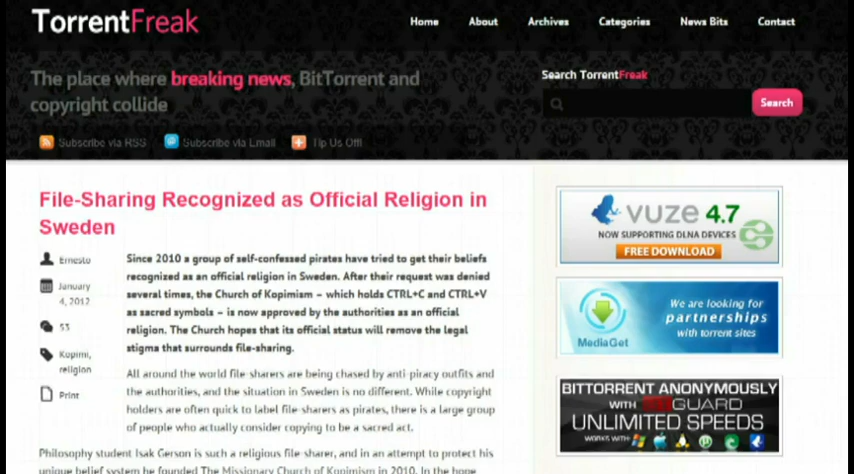 TorrentFreak
Home About Archives Categories News Bits Contact
The place where breaking news, BitTorrent and
copyright collide
Search TorrentFreak
Search
Subscribe via RSS Subscribe via Email Tip Us Off!
File-Sharing Recognized as Official Religion in
Sweden
Ernesto
January
4, 2012
53
Kopimi,
religion
Print
Since 2010 a group of self-confessed pirates have tried to get their beliefs
recognized as an official religion in Sweden. After their request was denied
several times, the Church of Kopimism – which holds CTRL+C and CTRL+V
as sacred symbols – is now approved by the authorities as an official
religion. The Church hopes that its official status will remove the legal
stigma that surrounds file-sharing.
All around the world file-sharers are being chased by anti-piracy outfits and
the authorities, and the situation in Sweden is no different. While copyright
holders are often quick to label file-sharers as pirates, there is a large group
of people who actually consider copying to be a sacred act.
Philosophy student Isak Gerson is such a religious file-sharer, and in an attempt to protect his
unique belief system he founded The Missionary Church of Kopimism in 2010. In the hope
VUZE 4.7
NOW SUPPORTING DLNA DEVICES
FREE DOWNLOAD
MediaGet
We are looking for
partnerships
with torrent sites
BITTORRENT ANONYMOUSLY
WITH GUARD
UNLIMITED SPEEDS
WORKS WITH